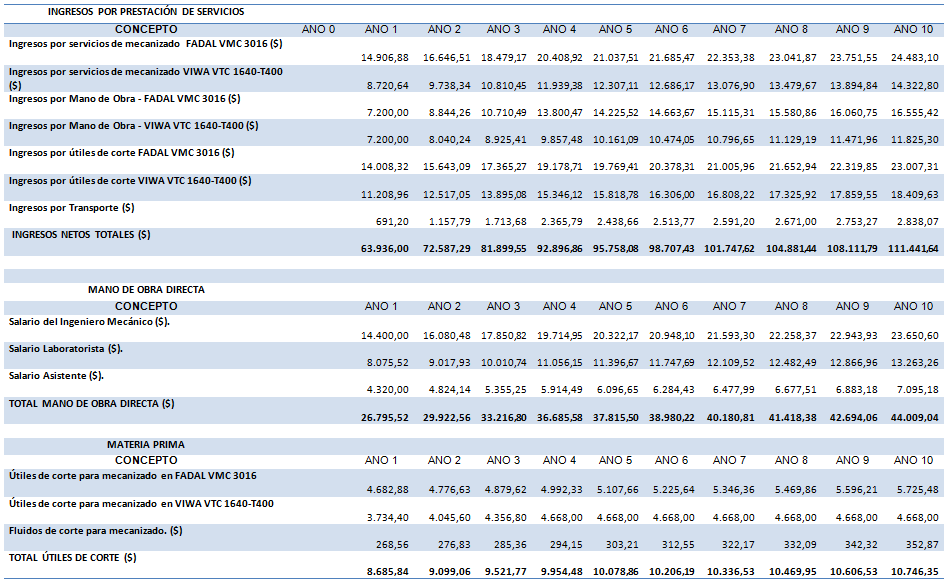 INGRESOS POR PRESTACIÓN DE SERVICIOS
CONCEPTO ANO 0 ANO 1 ANO 2 ANO 3 ANO 4 ANO 5 ANO 6 ANO 7 ANO 8 ANO 9 ANO 10
Ingresos por servicios de mecanizado FADAL VMC 3016 ($)
14.906,88 16.646,51 18.479,17 20.408,92 21.037,51 21.685,47 22.353,38 23.041,87 23.751,55 24.483,10
Ingresos por servicios de mecanizado VIWA VTC 1640-T400
($)
8.720,64 9.738,34 10.810,45 11.939,38 12.307,11 12.686,17 13.076,90 13.479,67 13.894,84 14.322,80
Ingresos por Mano de Obra - FADAL VMC 3016 ($)
7.200,00 8.844,26 10.710,49 13.800,47 14.225,52 14.663,67 15.115,31 15.580,86 16.060,75 16.555,42
Ingresos por Mano de Obra - VIWA VTC 1640-T400 ($)
7.200,00 8.040,24 8.925,41 9.857,48 10.161,09 10.474,05 10.796,65 11.129,19 11.471,96 11.825,30
Ingresos por útiles de corte FADAL VMC 3016 ($)
14.008,32 15.643,09 17.365,27 19.178,71 19.769,41 20.378,31 21.005,96 21.652,94 22.319,85 23.007,31
Ingresos por útiles de corte VIWA VTC 1640-T400 ($)
11.208,96 12.517,05 13.895,08 15.346,12 15.818,78 16.306,00 16.808,22 17.325,92 17.859,55 18.409,63
Ingresos por Transporte ($)
691,20 1.157,79 1.713,68 2.365,79 2.438,66 2.513,77 2.591,20 2.671,00 2.753,27 2.838,07
INGRESOS NETOS TOTALES ($)
63.936,00 72.587,29 81.899,55 92.896,86 95.758,08 98.707,43 101.747,62 104.881,44 108.111,79 111.441,64
MANO DE OBRA DIRECTA
CONCEPTO ANO 1 ANO 2 ANO 3 ANO 4 ANO 5 ANO 6 ANO 7 ANO 8 ANO 9 ANO 10
Salario del Ingeniero Mecánico ($).
14.400,00 16.080,48 17.850,82 19.714,95 20.322,17 20.948,10 21.593,30 22.258,37 22.943,93 23.650,60
Salario Laboratorista ($).
8.075,52 9.017,93 10.010,74 11.056,15 11.396,67 11.747,69 12.109,52 12.482,49 12.866,96 13.263,26
Salario Asistente ($).
4.320,00 4.824,14 5.355,25 5.914,49 6.096,65 6.284,43 6.477,99 6.677,51 6.883,18 7.095,18
TOTAL MANO DE OBRA DIRECTA ($)
26.795,52 29.922,56 33.216,80 36.685,58 37.815,50 38.980,22 40.180,81 41.418,38 42.694,06 44.009,04
MATERIA PRIMA
CONCEPTO ANO 1 ANO 2 ANO 3 ANO 4 ANO 5 ANO 6 ANO 7 ANO 8 ANO 9 ANO 10
Útiles de corte para mecanizado en FADAL VMC 3016
4.682,88 4.776,63 4.879,62 4.992,33 5.107,66 5.225,64 5.346,36 5.469,86 5.596,21 5.725,48
Útiles de corte para mecanizado en VIWA VTC 1640-T400
3.734,40 4.045,60 4.356,80 4.668,00 4.668,00 4.668,00 4.668,00 4.668,00 4.668,00 4.668,00
Fluidos de corte para mecanizado. ($)
268,56 276,83 285,36 294,15 303,21 312,55 322,17 332,09 342,32 352,87
TOTAL ÚTILES DE CORTE ($)
8.685,84 9.099,06 9.521,77 9.954,48 10.078,86 10.206,19 10.336,53 10.469,95 10.606,53 10.746,35